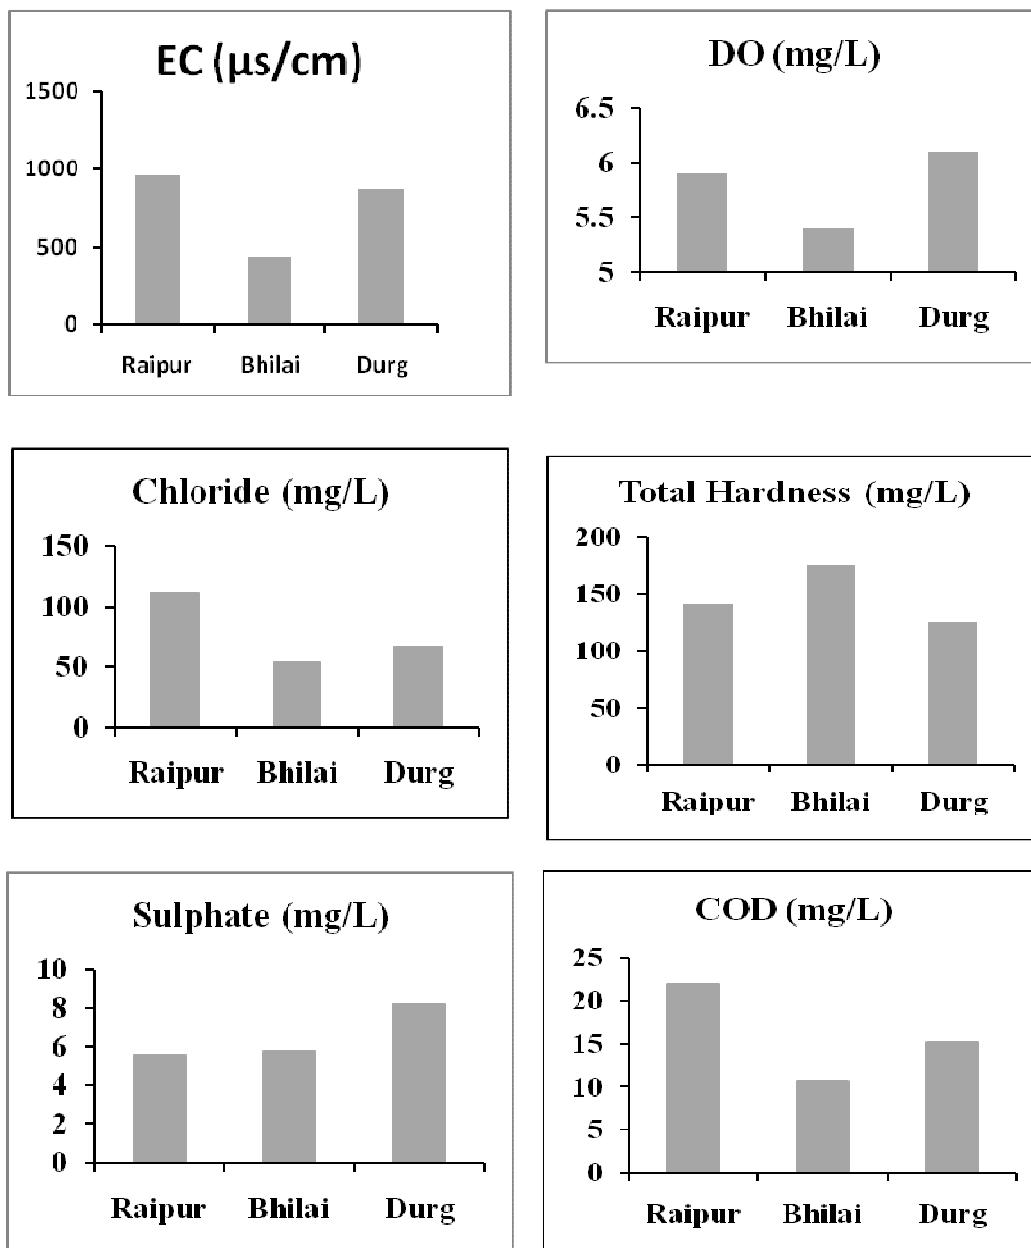 EC (µs/cm)
1500
1000
500
0
Raipur Bhilai Durg
DO (mg/L)
6.5
6
5.5
5
Raipur Bhilai Durg
Chloride (mg/L)
150
100
50
0
Raipur Bhilai Durg
Total Hardness (mg/L)
200
150
100
50
0
Raipur Bhilai Durg
Sulphate (mg/L)
10
8
6
4
2
0
Raipur Bhilai Durg
COD (mg/L)
25
20
15
10
5
0
Raipur Bhilai Durg